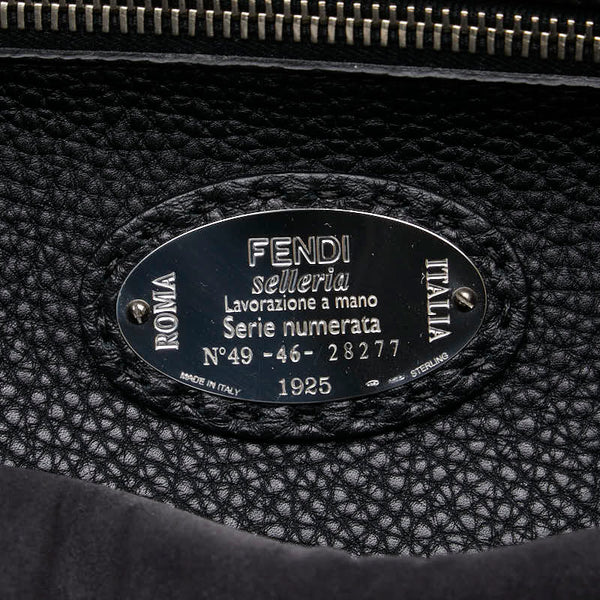 FENDI
selleria
Lavorazione a mano
Serie numerata
N°49 -46- 28277
1925
ROMA
ITALIA
MADE IN ITALY
STERLING